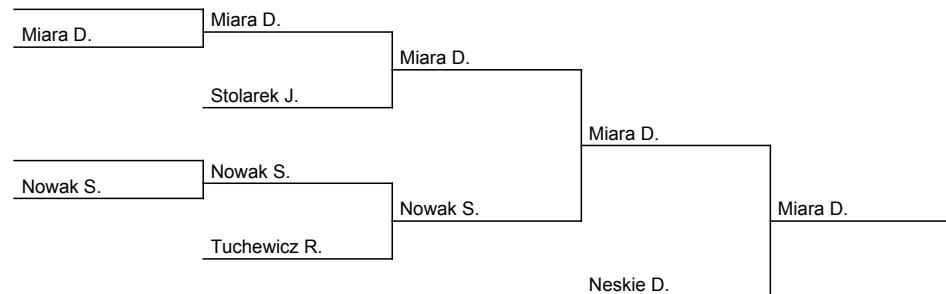 Miara D.
Miara D.
Miara D.
Stolarek J.
Miara D.
Nowak S.
Nowak S.
Nowak S.
Miara D.
Tuchewicz R.
Neskie D.